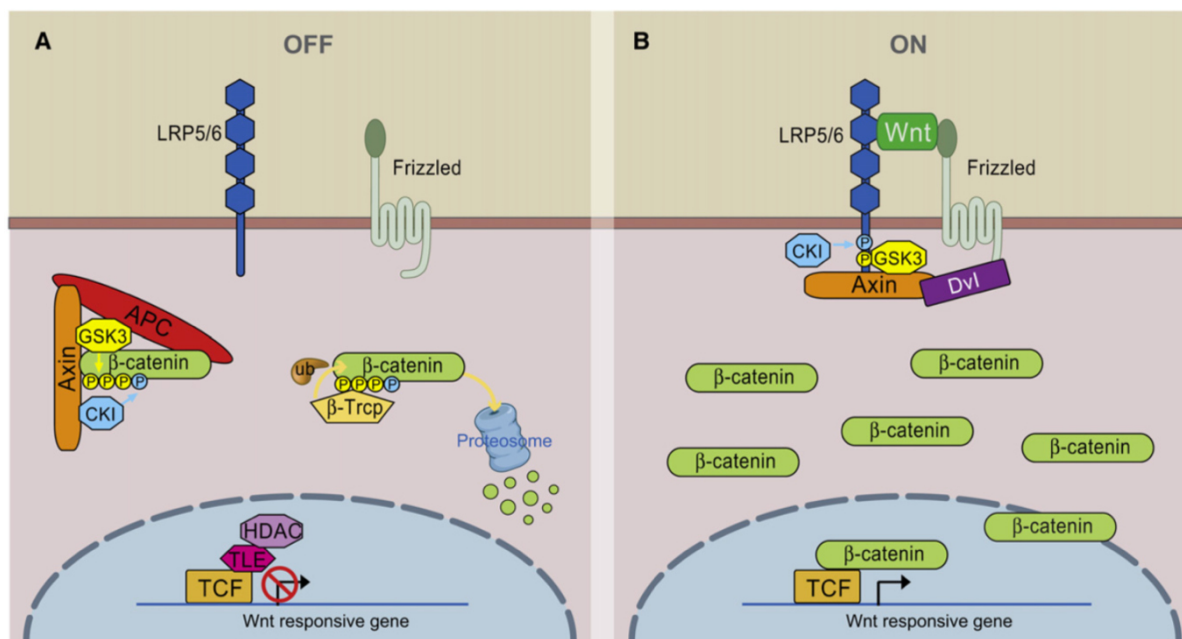 A
OFF
LRP5/6
Frizzled
APC
Axin
GSK3
β-catenin
P P P P
CKI
ub
β-catenin
P P P P
β-Trcp
Proteosome
HDAC
TLE
TCF
Wnt responsive gene
B
ON
LRP5/6
Wnt
Frizzled
CKI
P
P
GSK3
Axin
Dvl
β-catenin
β-catenin
β-catenin
β-catenin
β-catenin
β-catenin
β-catenin
TCF
Wnt responsive gene